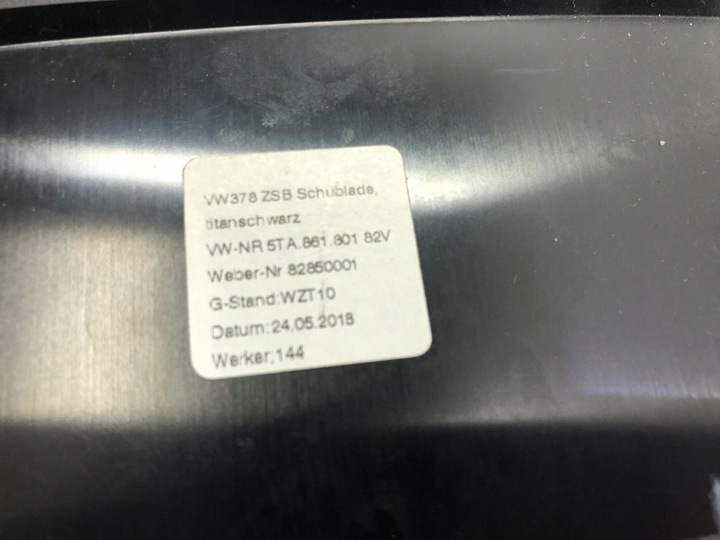 VW378 ZSB Schublade,
titanschwarz
VW-NR 5TA.861.801 82V
Weber-Nr 82850001
G-Stand:WZT10
Datum:24.05.2018
Werker:144